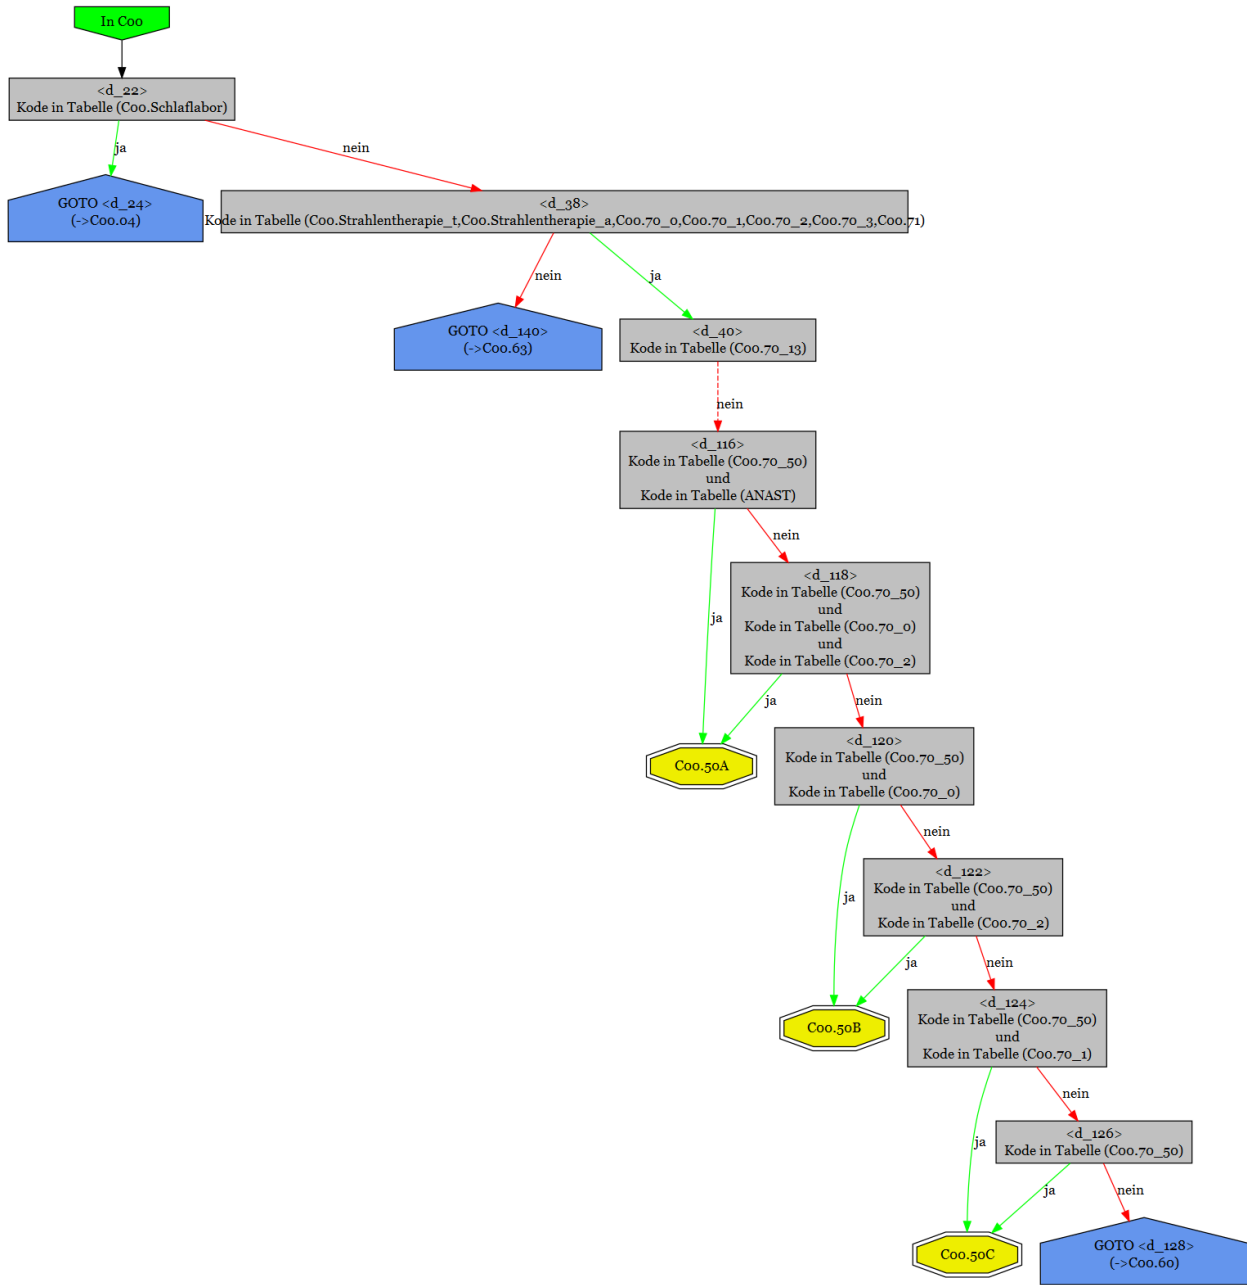 In C00
<d_22>
Kode in Tabelle (C00.Schlaflabor)
ja
nein
GOTO <d_24>
(->C00.04)
<d_38>
Kode in Tabelle (C00.Strahlentherapie_t,C00.Strahlentherapie_a,C00.70_0,C00.70_1,C00.70_2,C00.70_3,C00.71)
nein
ja
GOTO <d_140>
(->C00.63)
<d_40>
Kode in Tabelle (C00.70_13)
nein
<d_116>
Kode in Tabelle (C00.70_50)
und
Kode in Tabelle (ANAST)
nein
ja
<d_118>
Kode in Tabelle (C00.70_50)
und
Kode in Tabelle (C00.70_0)
und
Kode in Tabelle (C00.70_2)
ja
nein
C00.50A
<d_120>
Kode in Tabelle (C00.70_50)
und
Kode in Tabelle (C00.70_0)
nein
ja
<d_122>
Kode in Tabelle (C00.70_50)
und
Kode in Tabelle (C00.70_2)
ja
nein
C00.50B
<d_124>
Kode in Tabelle (C00.70_50)
und
Kode in Tabelle (C00.70_1)
nein
ja
<d_126>
Kode in Tabelle (C00.70_50)
ja
nein
C00.50C
GOTO <d_128>
(->C00.60)